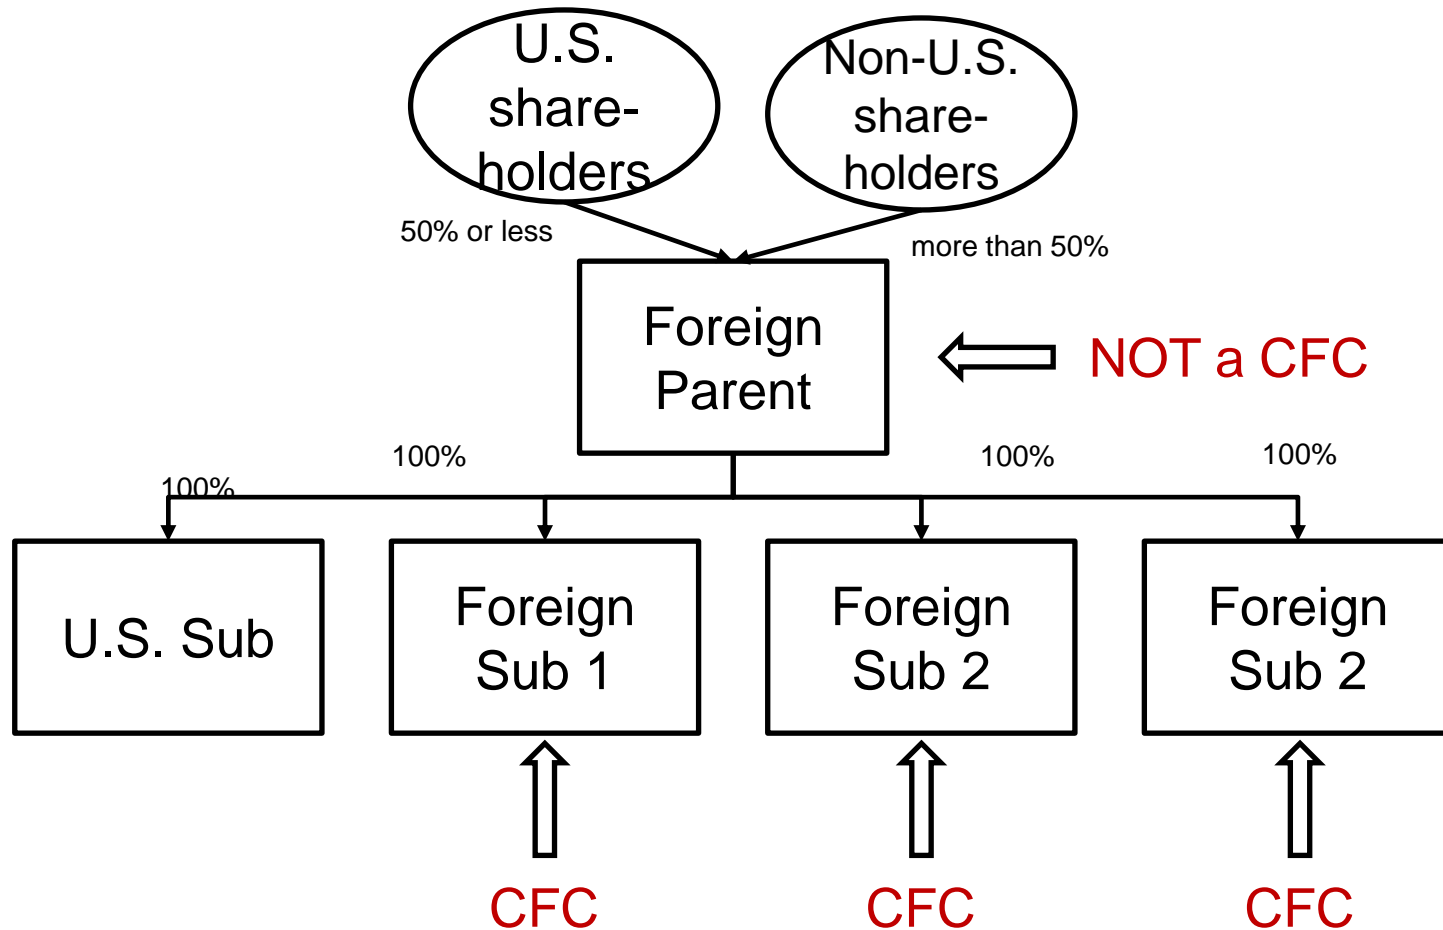 U.S.
share-
holders
Non-U.S.
share-
holders
50% or less
more than 50%
Foreign
Parent
NOT a CFC
100%
100%
100%
100%
U.S. Sub
Foreign
Sub 1
Foreign
Sub 2
Foreign
Sub 2
CFC
CFC
CFC